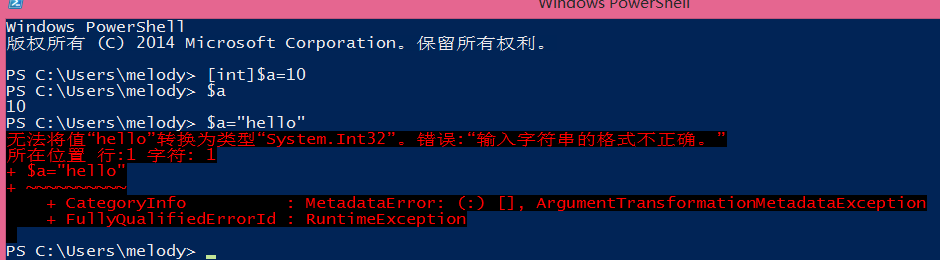 Windows PowerShell
Windows PowerShell
版权所有 (C) 2014 Microsoft Corporation。保留所有权利。
PS C:\Users\melody> [int]$a=10
PS C:\Users\melody> $a
10
PS C:\Users\melody> $a="hello"
无法将值“hello”转换为类型“System.Int32”。错误:“输入字符串的格式不正确。”
所在位置 行:1 字符: 1
+ $a="hello"
+ ~~~~~~~~~~
    + CategoryInfo          : MetadataError: (:) [], ArgumentTransformationMetadataException
    + FullyQualifiedErrorId : RuntimeException
PS C:\Users\melody>